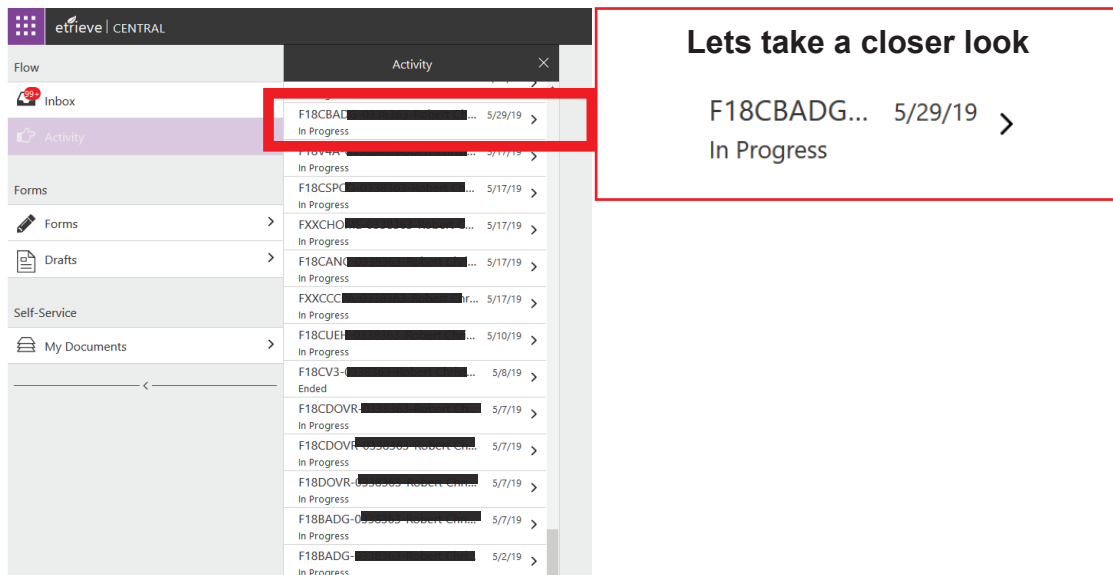 etrieve | CENTRAL
Flow
99+
Inbox
Activity
Forms
Forms
Drafts
Self-Service
My Documents
Activity
F18CBAD ... 5/29/19
In Progress
F18V4A 5/17/19
In Progress
F18CSPC ... 5/17/19
In Progress
FXXCHO ... 5/17/19
In Progress
F18CANC ... 5/17/19
In Progress
FXXCCC ... 5/17/19
In Progress
F18CUEH ... 5/10/19
In Progress
F18CV3- ... 5/8/19
Ended
F18CDOVR- 5/7/19
In Progress
F18CDOVR 5/7/19
In Progress
F18DOVR- 5/7/19
In Progress
F18BADG- 5/7/19
In Progress
F18BADG- 5/2/19
In Progress
Lets take a closer look
F18CBADG... 5/29/19
In Progress